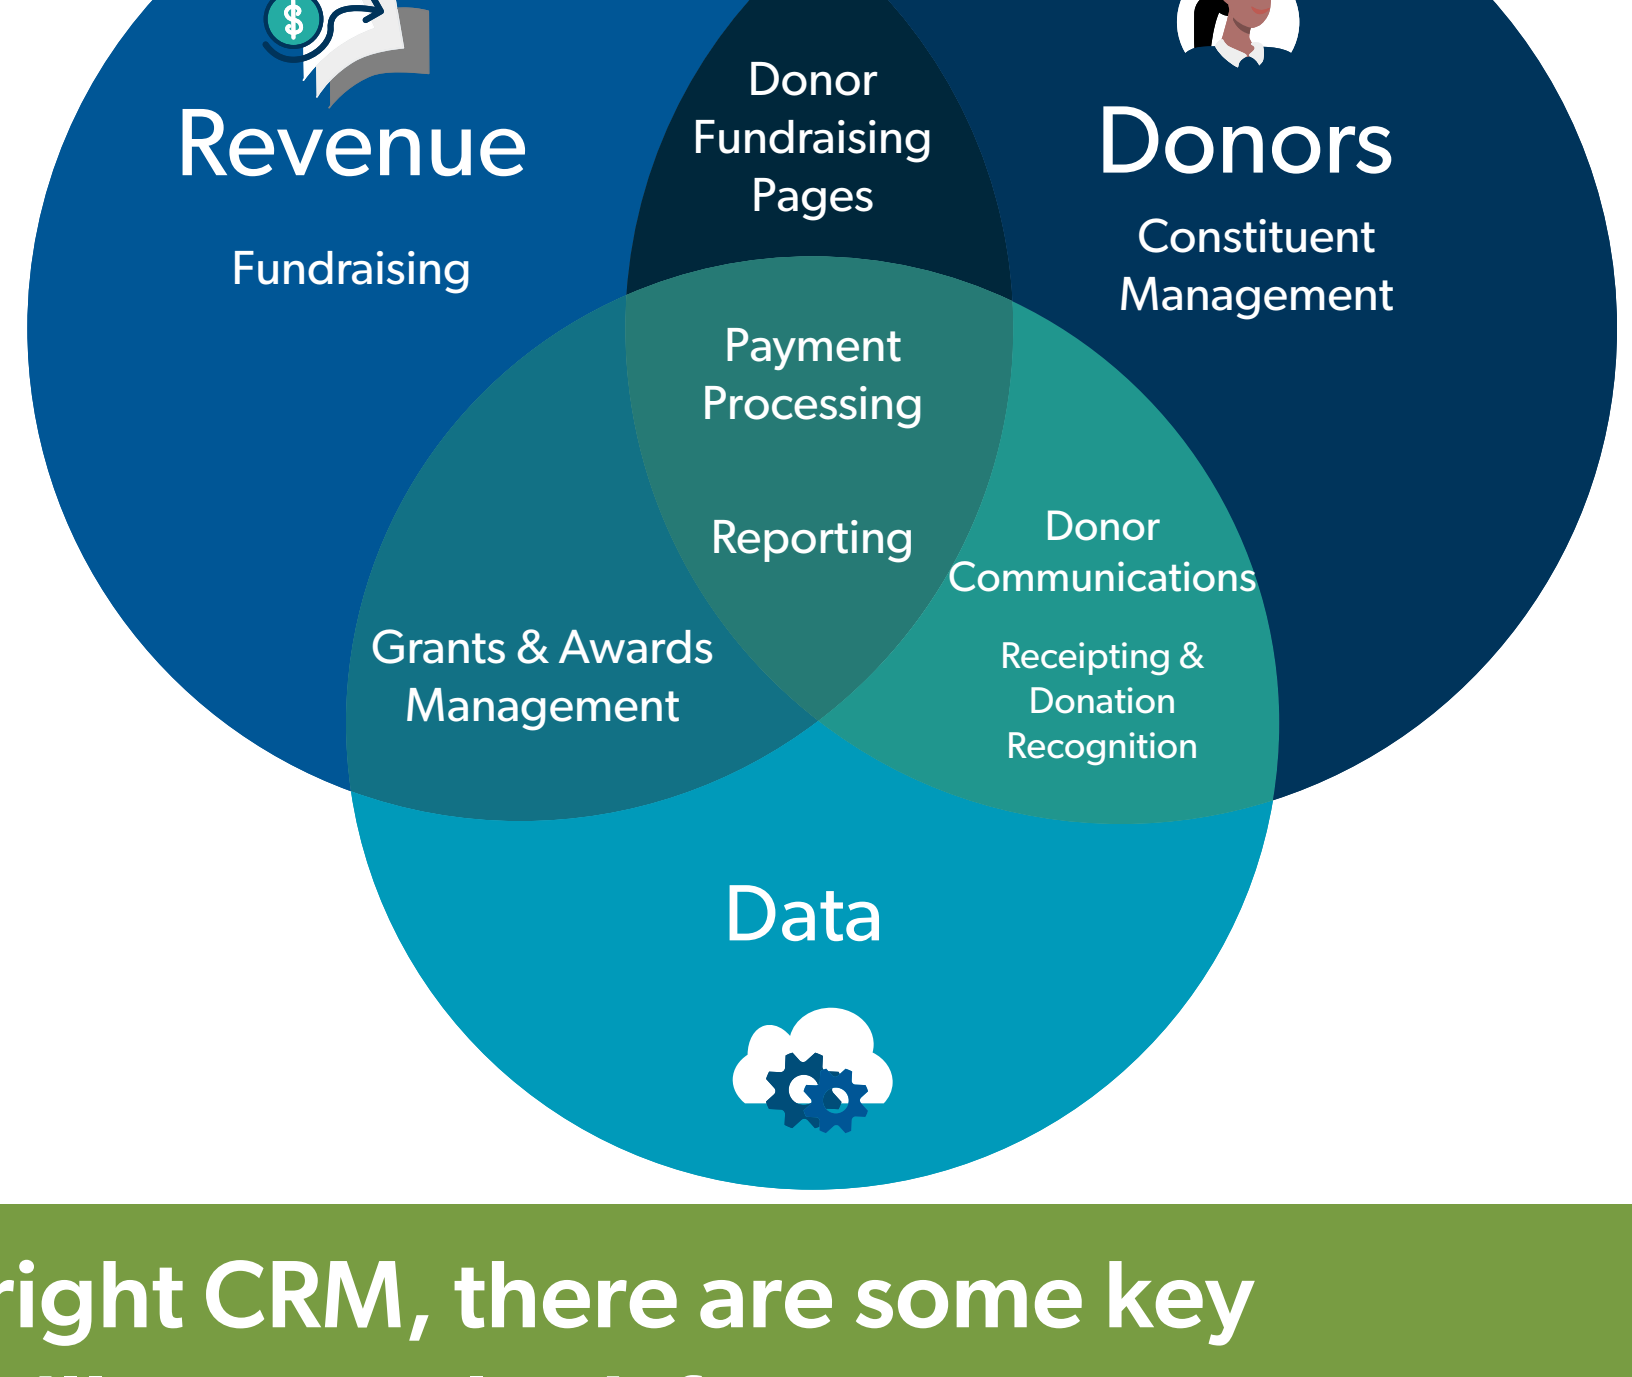 $
Revenue
Fundraising
Donor
Fundraising
Pages
Donors
Constituent
Management
Payment
Processing
Reporting
Grants & Awards
Management
Donor
Communications
Receipting &
Donation
Recognition
Data
right CRM, there are some key